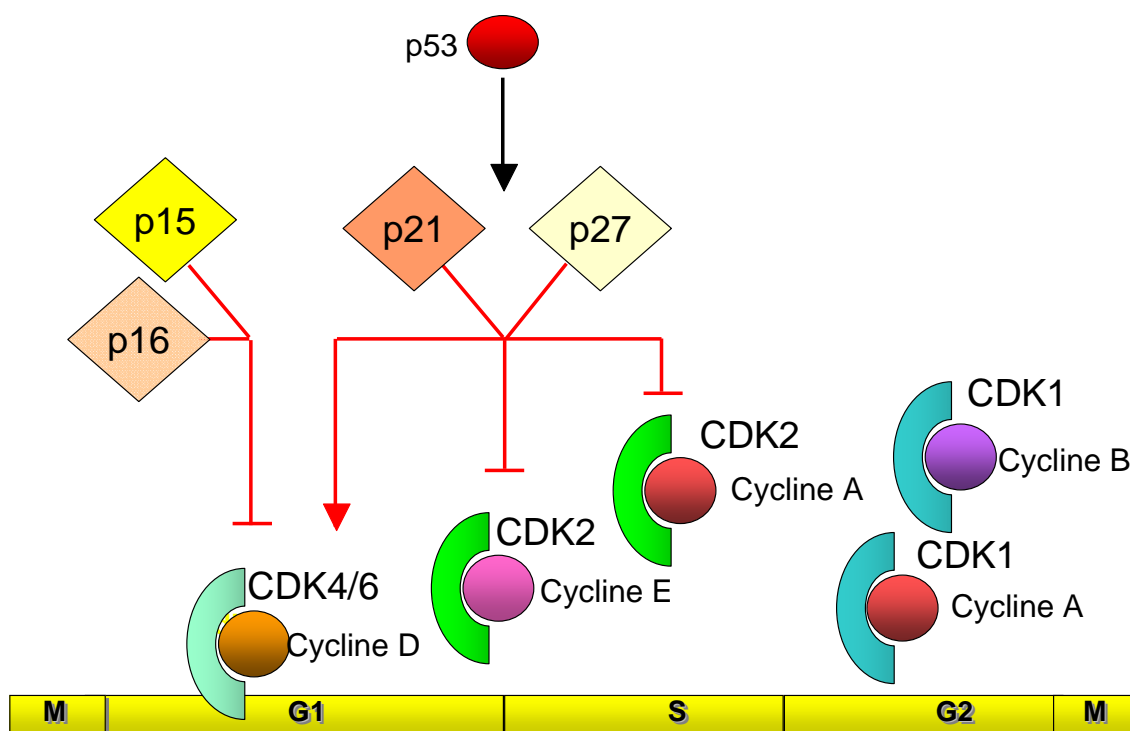 p53
p15
p21
p27
p16
CDK1
Cycline B
CDK2
Cycline A
CDK2
Cycline E
CDK1
Cycline A
CDK4/6
Cycline D
M
G1
S
G2
M